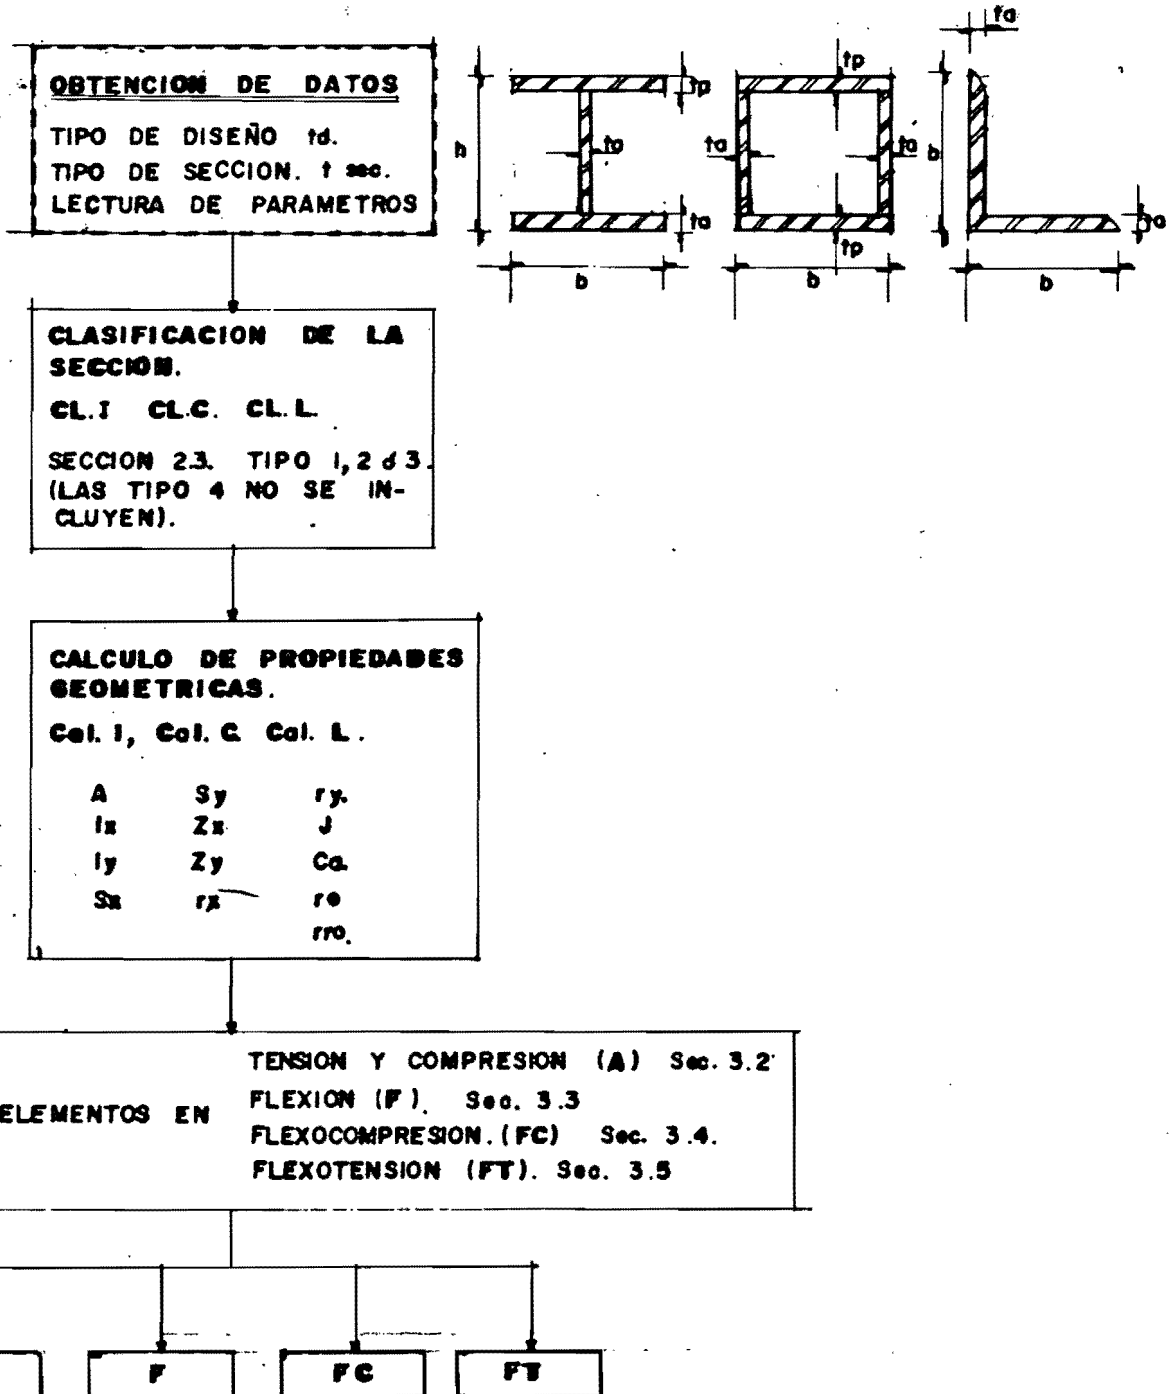 OBTENCION DE DATOS
TIPO DE DISEÑO td.
TIPO DE SECCION. t sec.
LECTURA DE PARAMETROS
h
tp
ta
ta
b
tp
ta
ta
tp
b
ta
b
ta
b
CLASIFICACION DE LA
SECCION.
CL.I CL.C. CL.L.
SECCION 2.3. TIPO 1, 2 ó 3.
(LAS TIPO 4 NO SE IN-
CLUYEN).
CALCULO DE PROPIEDADES
GEOMETRICAS.
Cal. I, Cal. C. Cal. L.
A Sy ry.
Ix Zx J
Iy Zy Ca.
Sx rx ro
rro.
ELEMENTOS EN
TENSION Y COMPRESION (A) Sec. 3.2
FLEXION (F). Sec. 3.3
FLEXOCOMPRESION. (FC) Sec. 3.4.
FLEXOTENSION (FT). Sec. 3.5
F FC FT